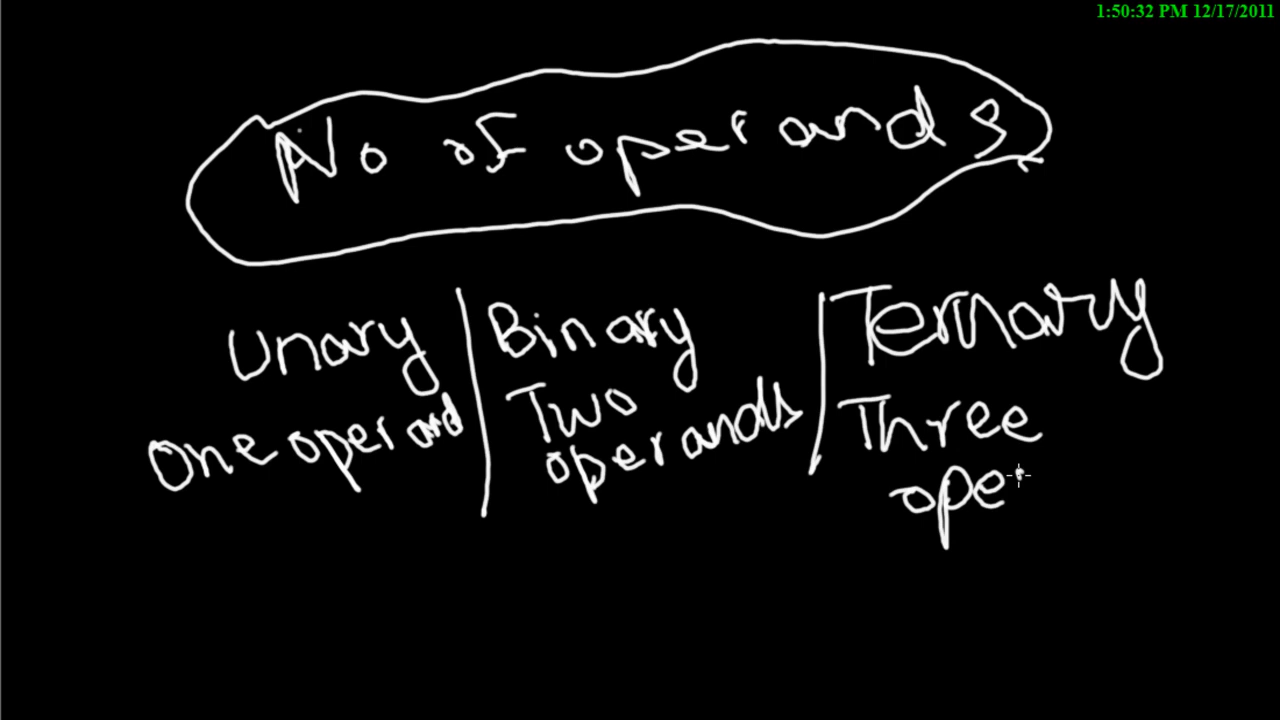 1:50:32 PM 12/17/2011
No of operands
Unary
One operand
Binary
Two
operands
Ternary
Three
ope